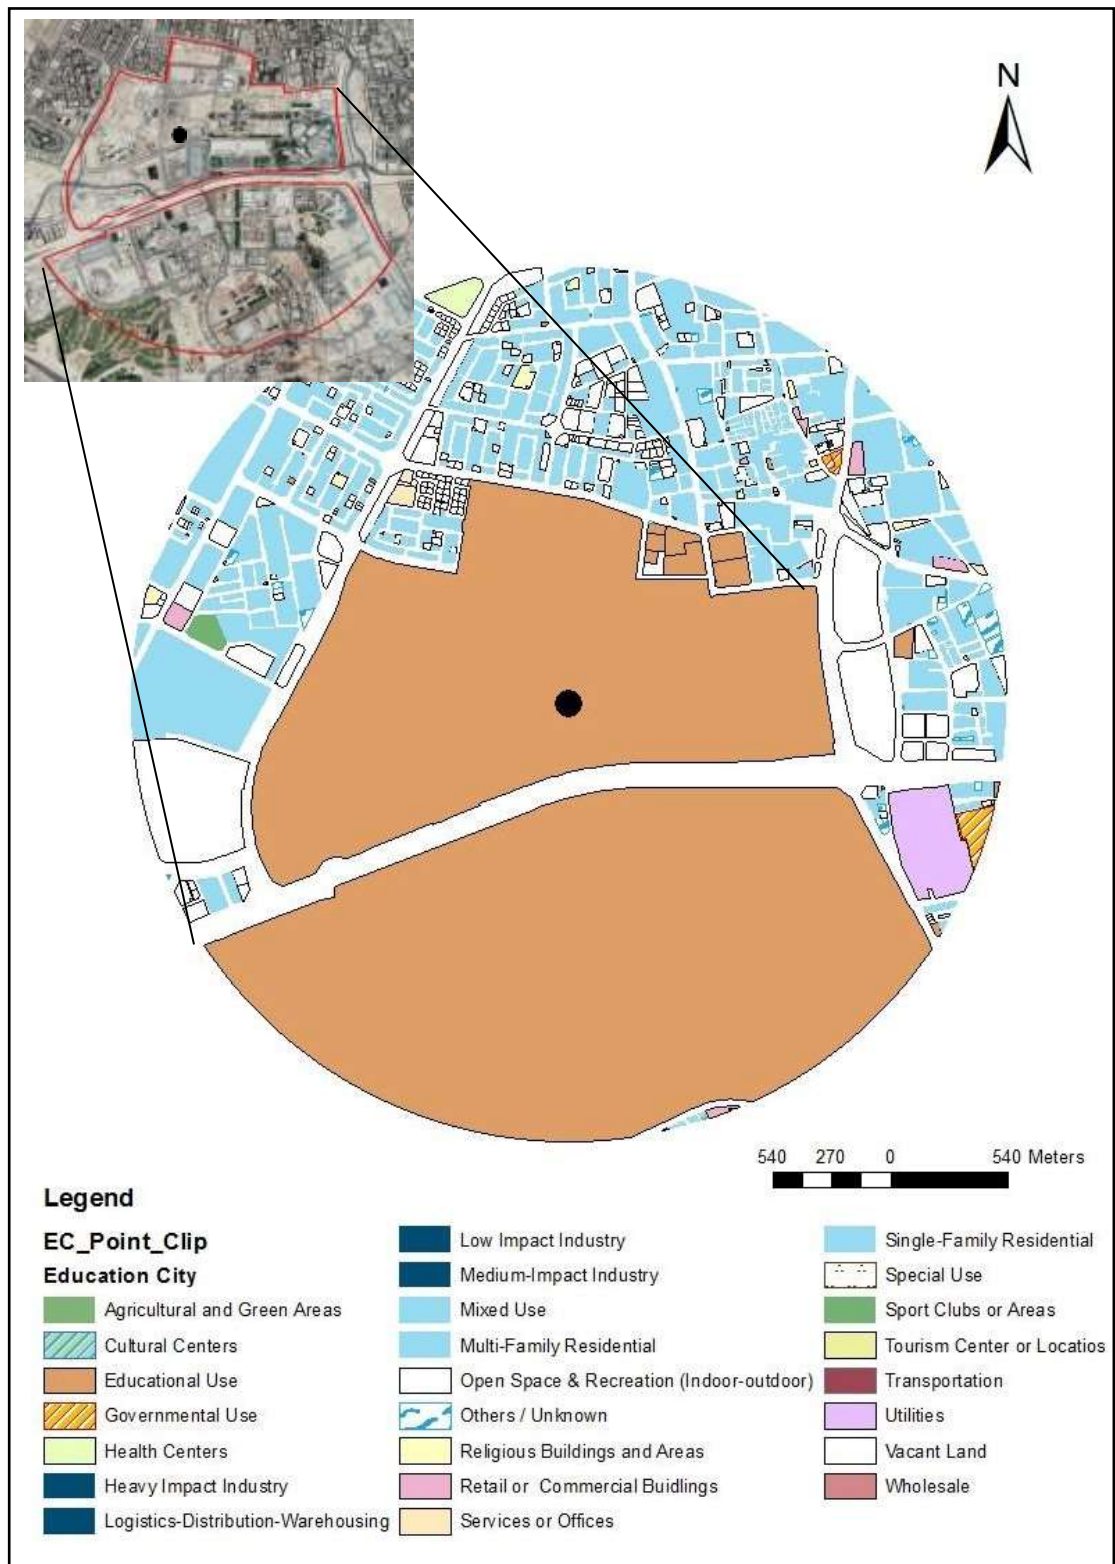 N
540 270 0 540 Meters
Legend
EC_Point_Clip
Education City
Agricultural and Green Areas
Cultural Centers
Educational Use
Governmental Use
Health Centers
Heavy Impact Industry
Logistics-Distribution-Warehousing
Low Impact Industry
Medium-Impact Industry
Mixed Use
Multi-Family Residential
Open Space & Recreation (Indoor-outdoor)
Others / Unknown
Religious Buildings and Areas
Retail or Commercial Buidlings
Services or Offices
Single-Family Residential
Special Use
Sport Clubs or Areas
Tourism Center or Locatios
Transportation
Utilities
Vacant Land
Wholesale